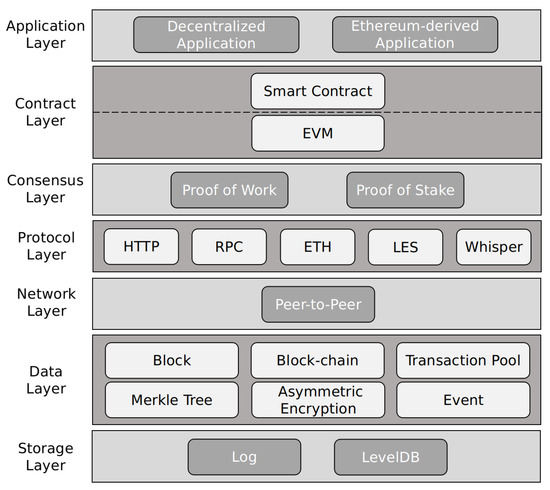 Application
Layer
Decentralized
Application
Ethereum-derived
Application
Contract
Layer
Smart Contract
EVM
Consensus
Layer
Proof of Work
Proof of Stake
Protocol
Layer
HTTP
RPC
ETH
LES
Whisper
Network
Layer
Peer-to-Peer
Data
Layer
Block
Block-chain
Transaction Pool
Merkle Tree
Asymmetric
Encryption
Event
Storage
Layer
Log
LevelDB